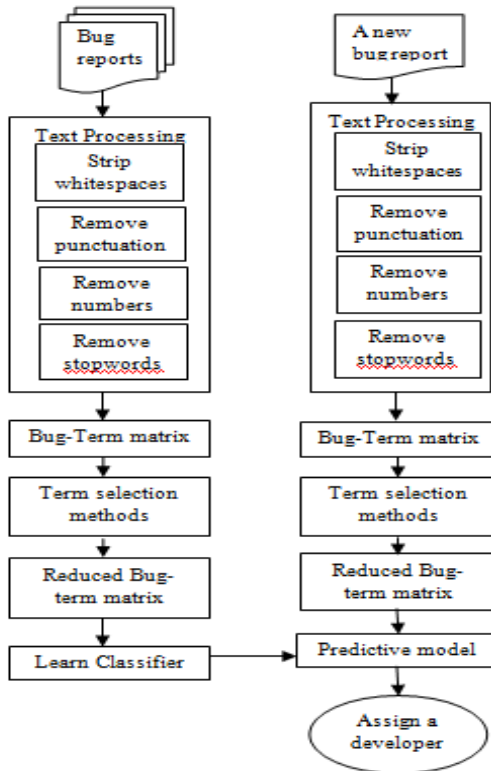 Bug
reports
Text Processing
Strip
whitespaces
Remove
punctuation
Remove
numbers
Remove
stopwords
Bug-Term matrix
Term selection
methods
Reduced Bug-
term matrix
Learn Classifier
A new
bug report
Text Processing
Strip
whitespaces
Remove
punctuation
Remove
numbers
Remove
stopwords
Bug-Term matrix
Term selection
methods
Reduced Bug-
term matrix
Predictive model
Assign a
developer